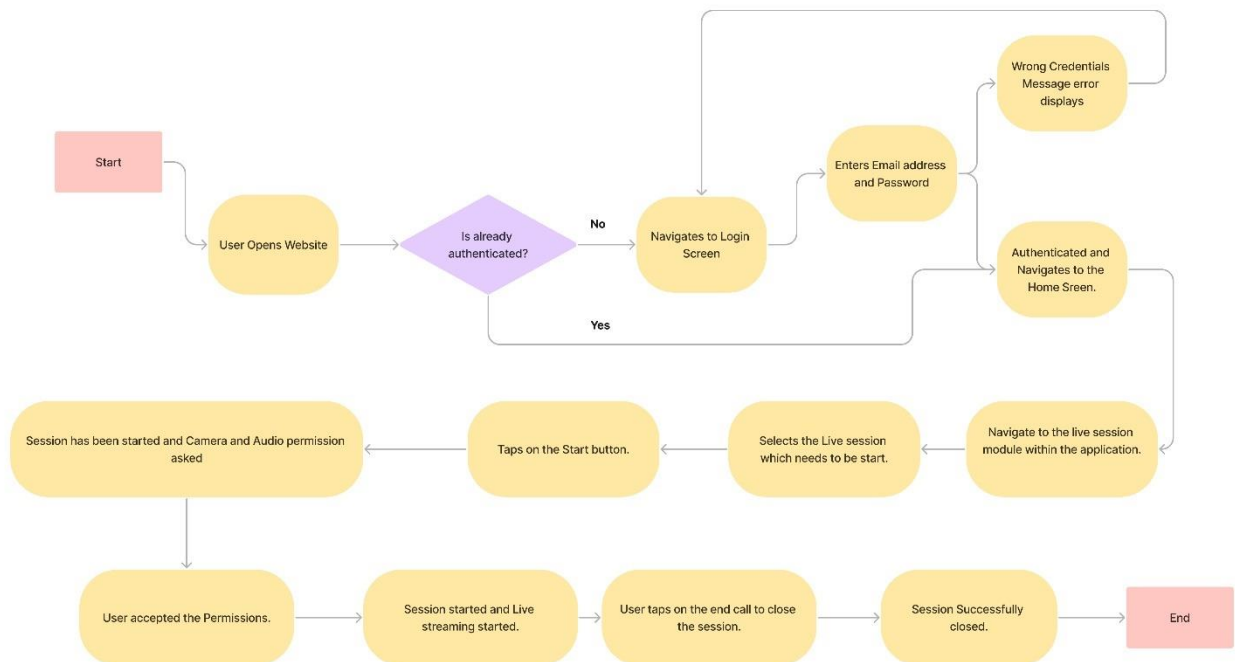 Start
User Opens Website
Is already
authenticated?
No
Yes
Navigates to Login
Screen
Enters Email address
and Password
Wrong Credentials
Message error
displays
Authenticated and
Navigates to the
Home Sreen.
Navigate to the live session
module within the application.
Selects the Live session
which needs to be start.
Taps on the Start button.
Session has been started and Camera and Audio permission
asked
User accepted the Permissions.
Session started and Live
streaming started.
User taps on the end call to close
the session.
Session Successfully
closed.
End